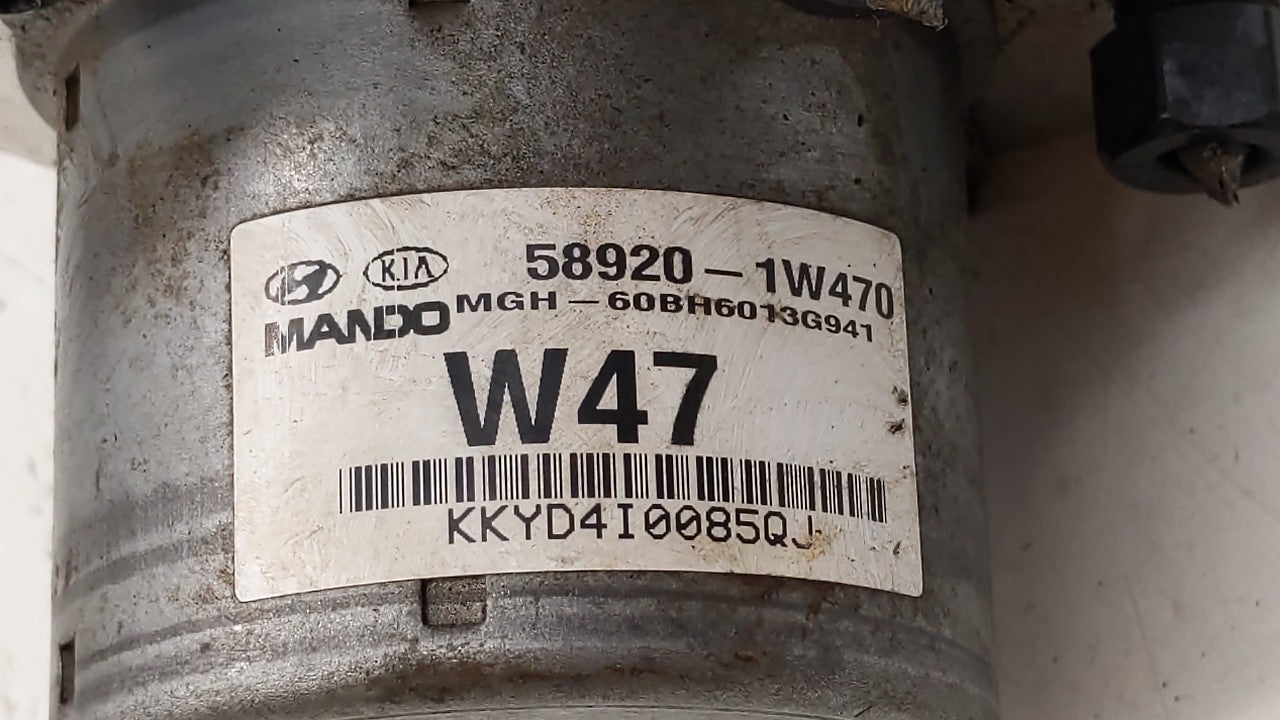 KIA 58920-1W470
MANDO MGH-60BH6013G941
W47
KKYD4I0085QJ